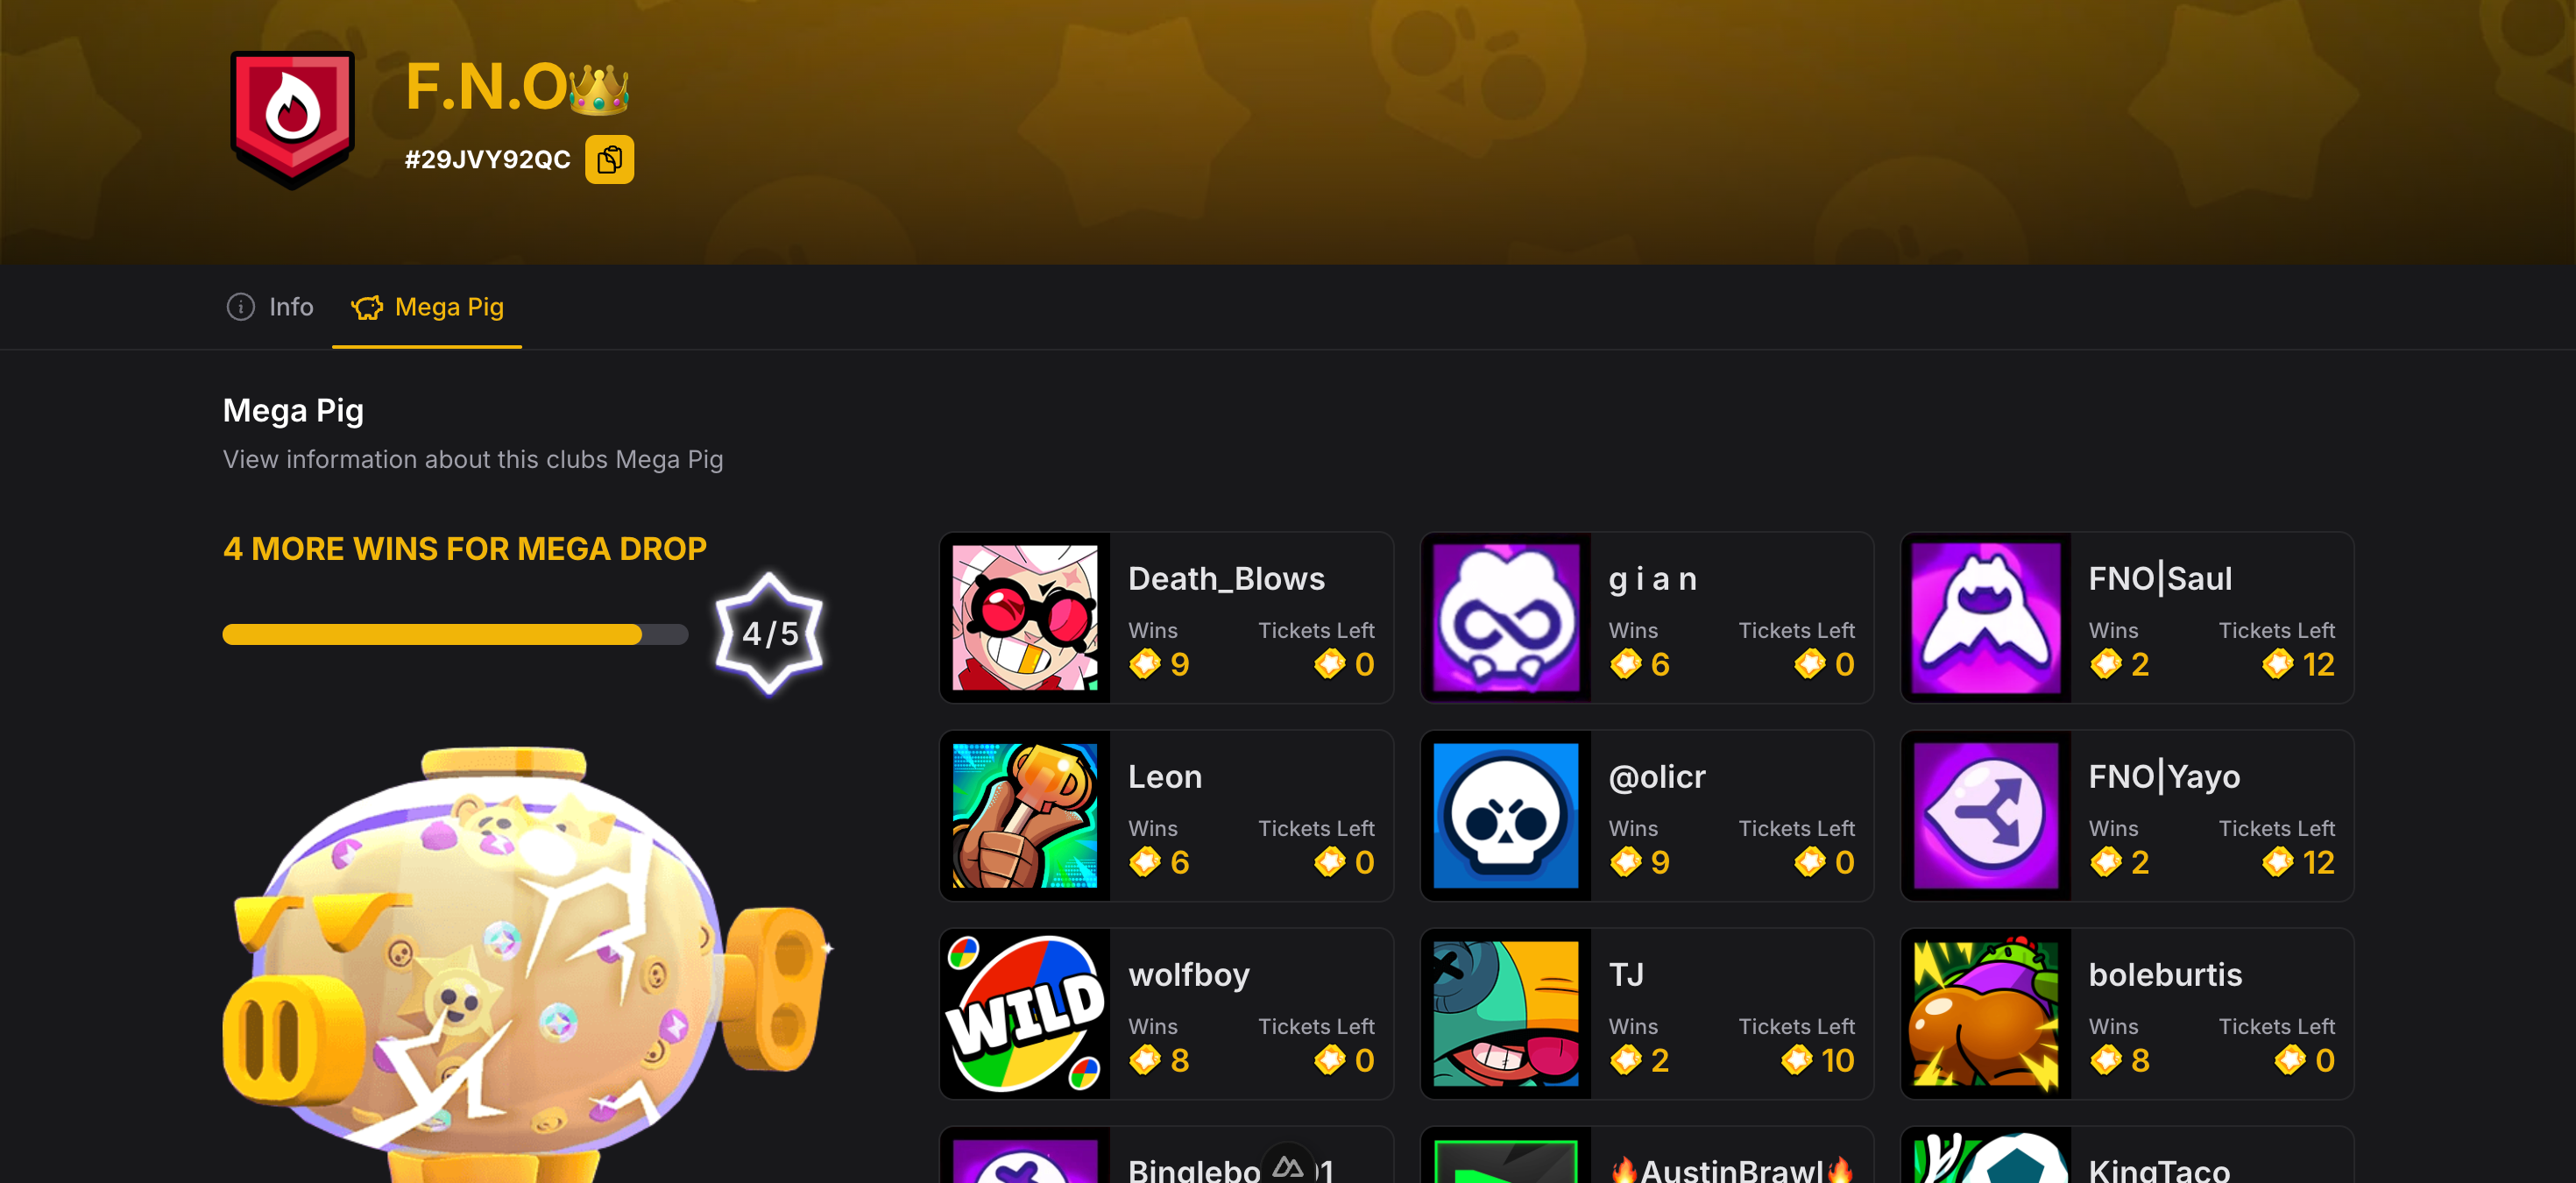 F.N.O👑
#29JVY92QC
Info
Mega Pig
Mega Pig
View information about this clubs Mega Pig
4 MORE WINS FOR MEGA DROP
4/5
Death_Blows
Wins Tickets Left
9 0
g i a n
Wins Tickets Left
6 0
FNO|Saul
Wins Tickets Left
2 12
Leon
Wins Tickets Left
6 0
@olicr
Wins Tickets Left
9 0
FNO|Yayo
Wins Tickets Left
2 12
WILD
wolfboy
Wins Tickets Left
8 0
TJ
Wins Tickets Left
2 10
boleburtis
Wins Tickets Left
8 0
🔥AustinBrawl🔥
KingTaco